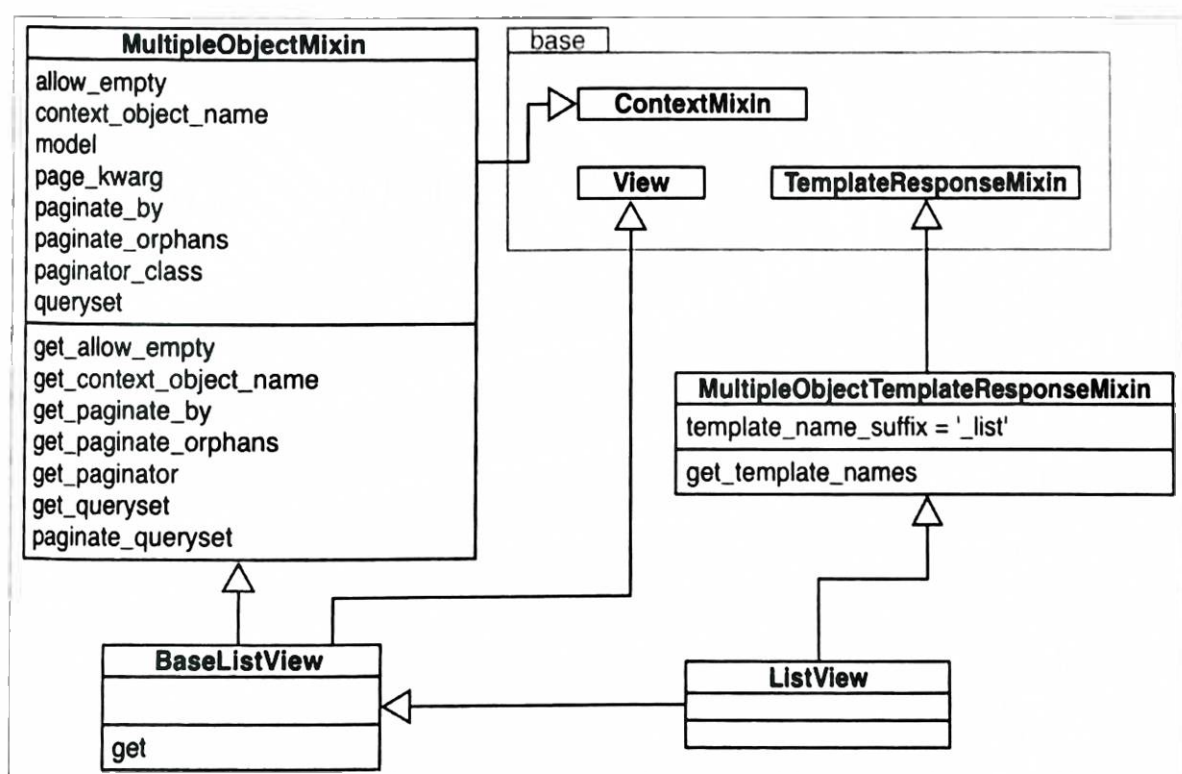 MultipleObjectMixin
allow_empty
context_object_name
model
page_kwarg
paginate_by
paginate_orphans
paginator_class
queryset
get_allow_empty
get_context_object_name
get_paginate_by
get_paginate_orphans
get_paginator
get_queryset
paginate_queryset
base
ContextMixin
View
TemplateResponseMixin
MultipleObjectTemplateResponseMixin
template_name_suffix = '_list'
get_template_names
BaseListView
get
ListView